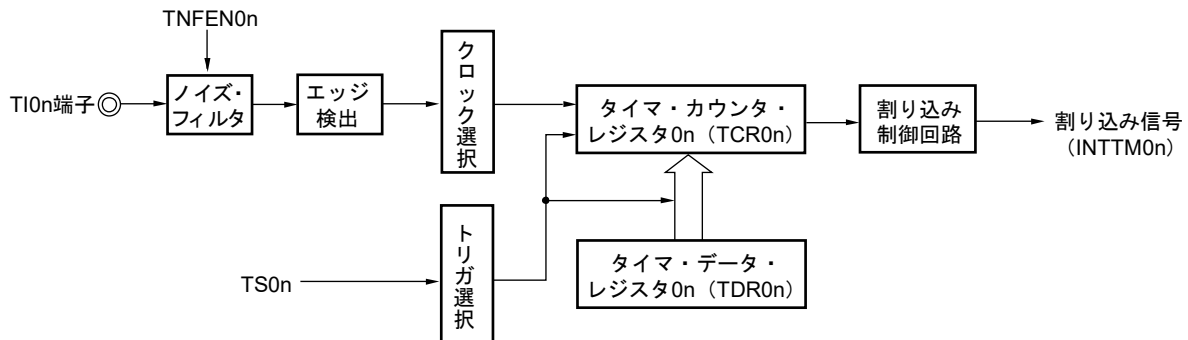 TNFEN0n
TI0n端子
ノイズ・
フィルタ
エッジ
検出
クロック選択
タイマ・カウンタ・
レジスタ0n（TCR0n）
割り込み
制御回路
割り込み信号
（INTTM0n）
TS0n
トリガ選択
タイマ・データ・
レジスタ0n（TDR0n）